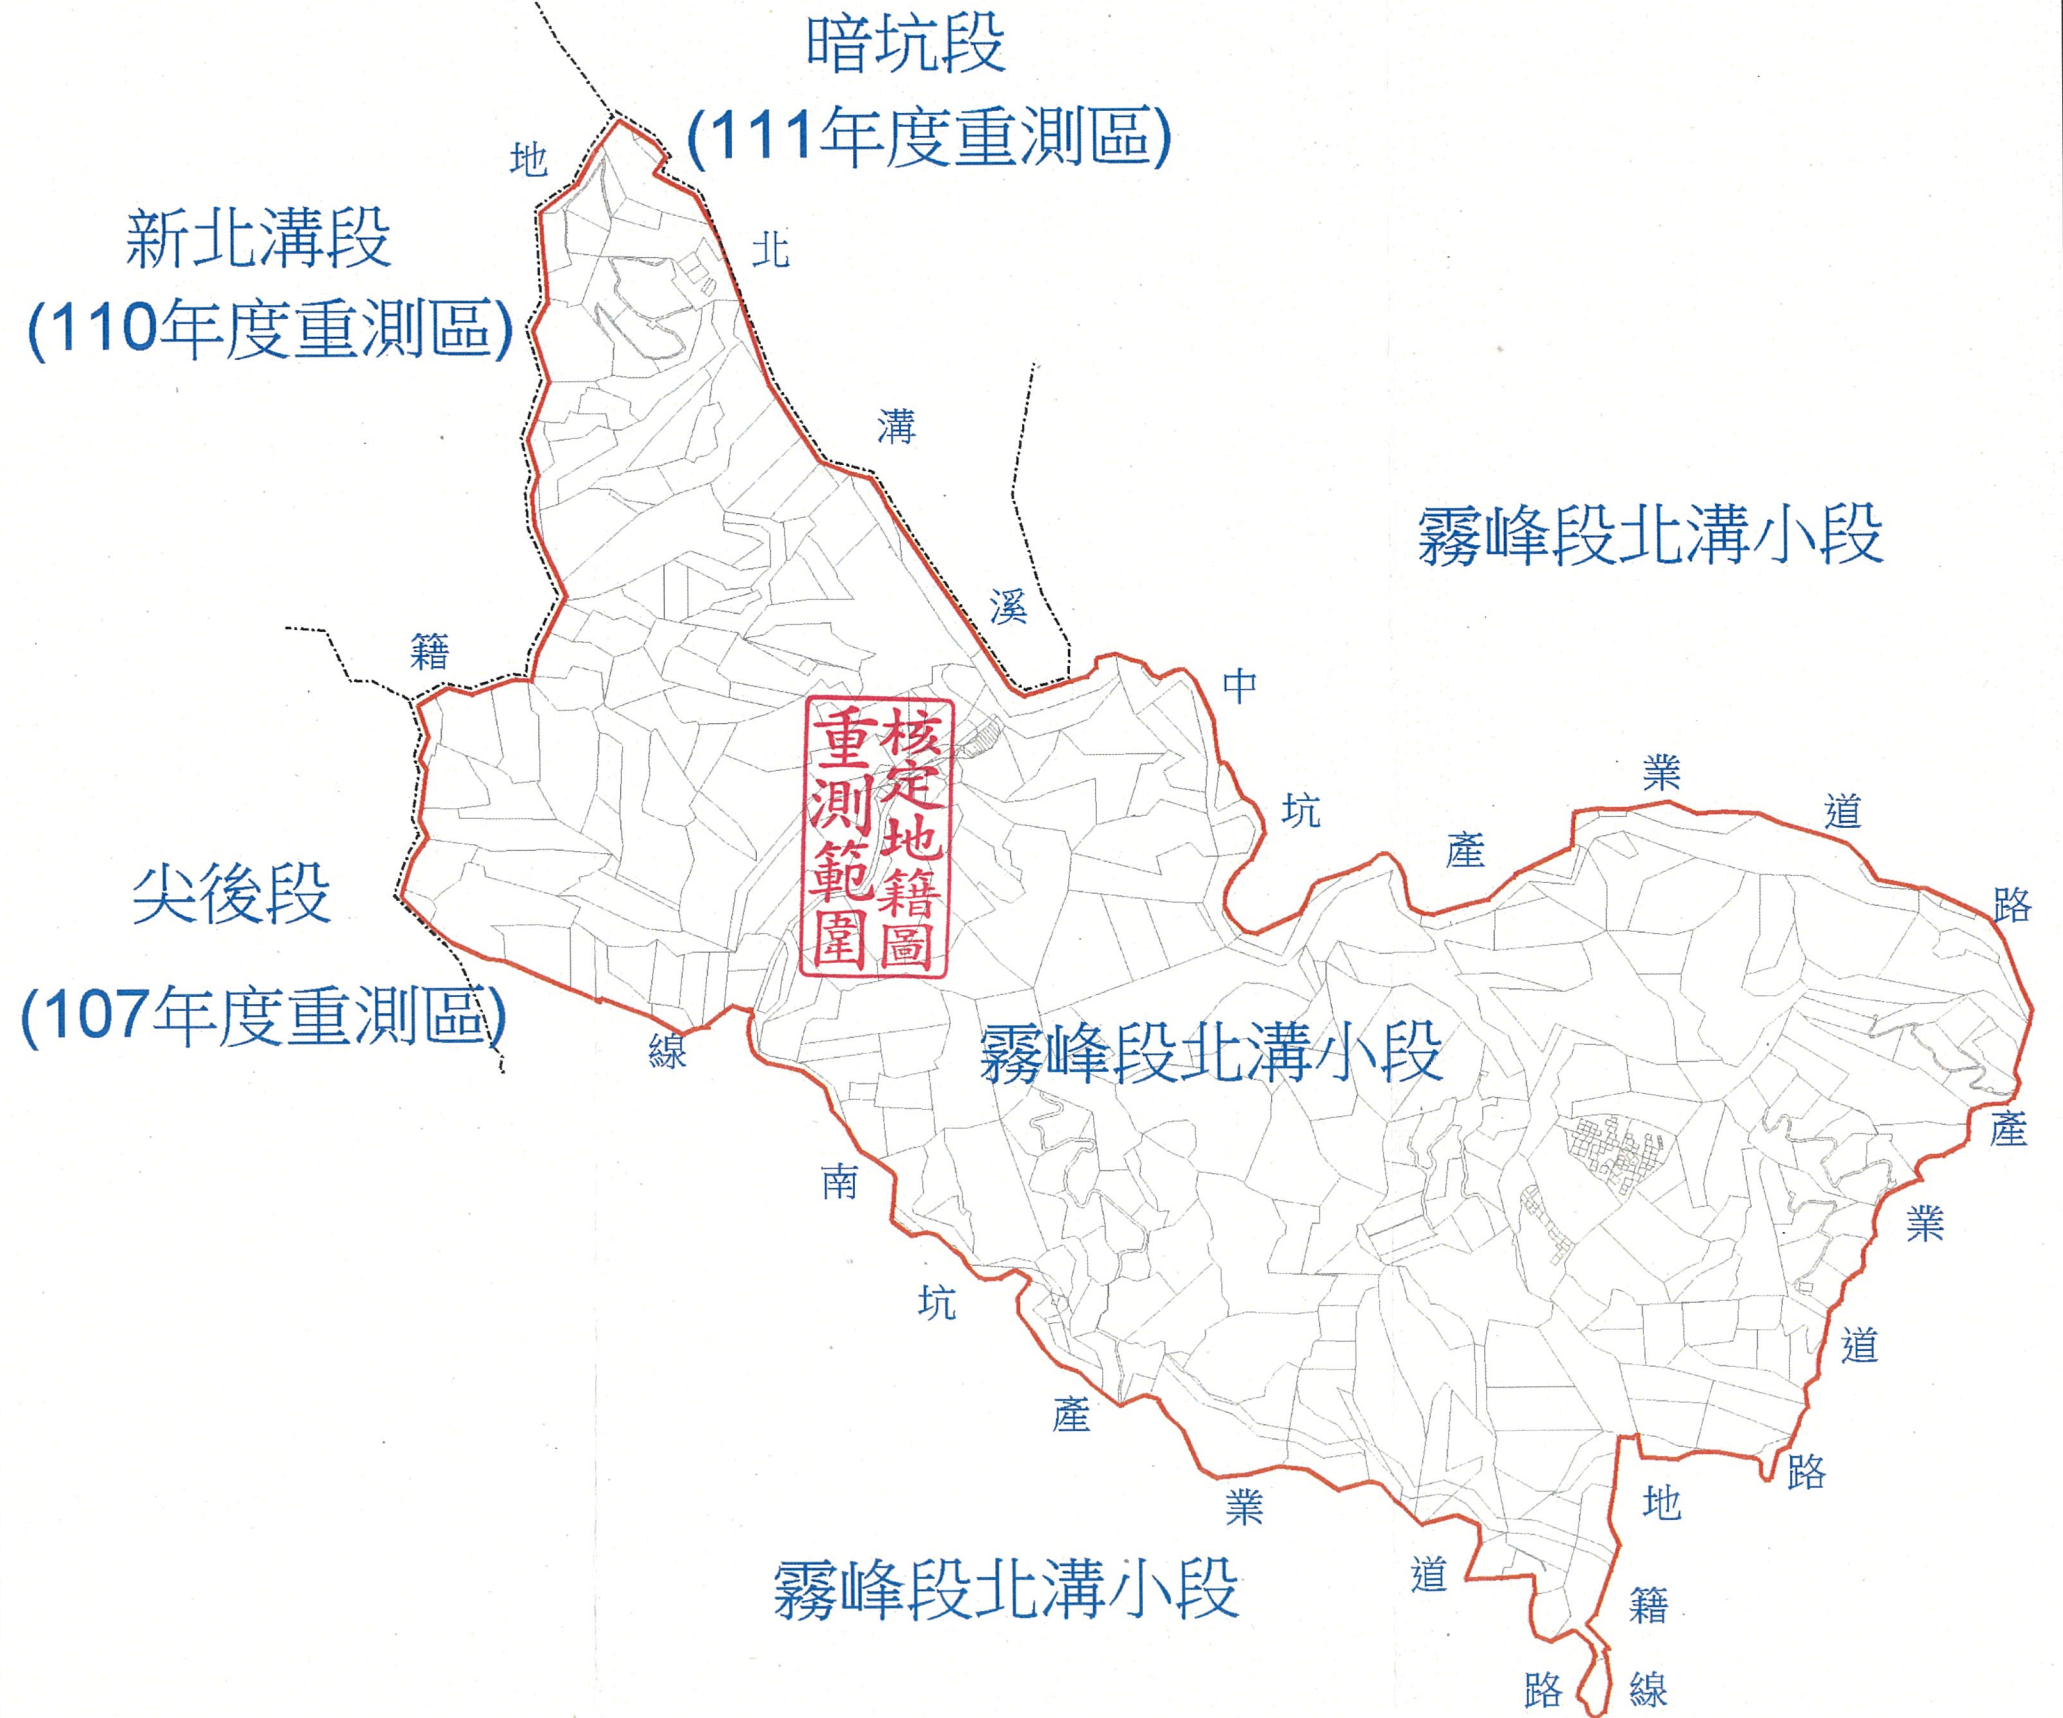 暗坑段
(111年度重測區)
新北溝段
(110年度重測區)
霧峰段北溝小段
尖後段
(107年度重測區)
霧峰段北溝小段
霧峰段北溝小段
地籍線
北溝溪
中坑產業道路
產業道路
地籍線
南坑產業道路
核定地籍圖
重測範圍